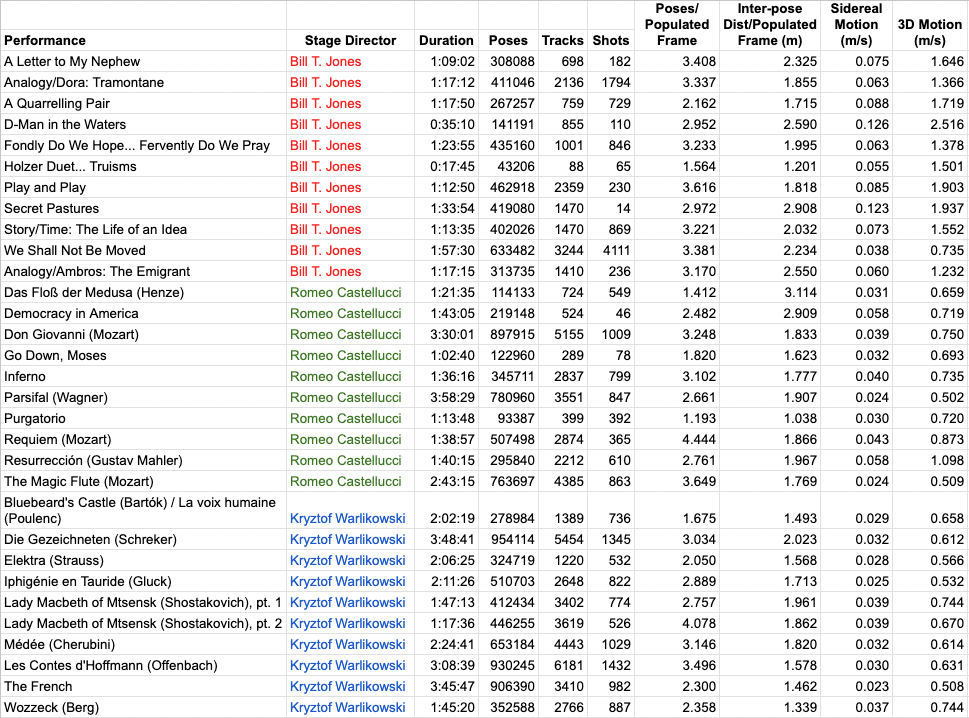 Performance Stage Director Duration Poses Tracks Shots Poses/ Populated Frame Inter-pose Dist/Populated Frame (m) Sidereal Motion (m/s) 3D Motion (m/s)
A Letter to My Nephew Bill T. Jones 1:09:02 308088 698 182 3.408 2.325 0.075 1.646
Analogy/Dora: Tramontane Bill T. Jones 1:17:12 411046 2136 1794 3.337 1.855 0.063 1.366
A Quarrelling Pair Bill T. Jones 1:17:50 267257 759 729 2.162 1.715 0.088 1.719
D-Man in the Waters Bill T. Jones 0:35:10 141191 855 110 2.952 2.590 0.126 2.516
Fondly Do We Hope... Fervently Do We Pray Bill T. Jones 1:23:55 435160 1001 846 3.233 1.995 0.063 1.378
Holzer Duet... Truisms Bill T. Jones 0:17:45 43206 88 65 1.564 1.201 0.055 1.501
Play and Play Bill T. Jones 1:12:50 462918 2359 230 3.616 1.818 0.085 1.903
Secret Pastures Bill T. Jones 1:33:54 419080 1470 14 2.972 2.908 0.123 1.937
Story/Time: The Life of an Idea Bill T. Jones 1:13:35 402026 1470 869 3.221 2.032 0.073 1.552
We Shall Not Be Moved Bill T. Jones 1:57:30 633482 3244 4111 3.381 2.234 0.038 0.735
Analogy/Ambros: The Emigrant Bill T. Jones 1:17:15 313735 1410 236 3.170 2.550 0.060 1.232
Das Floß der Medusa (Henze) Romeo Castellucci 1:21:35 114133 724 549 1.412 3.114 0.031 0.659
Democracy in America Romeo Castellucci 1:43:05 219148 524 46 2.482 2.909 0.058 0.719
Don Giovanni (Mozart) Romeo Castellucci 3:30:01 897915 5155 1009 3.248 1.833 0.039 0.750
Go Down, Moses Romeo Castellucci 1:02:40 122960 289 78 1.820 1.623 0.032 0.693
Inferno Romeo Castellucci 1:36:16 345711 2837 799 3.102 1.777 0.040 0.735
Parsifal (Wagner) Romeo Castellucci 3:58:29 780960 3551 847 2.661 1.907 0.024 0.502
Purgatorio Romeo Castellucci 1:13:48 93387 399 392 1.193 1.038 0.030 0.720
Requiem (Mozart) Romeo Castellucci 1:38:57 507498 2874 365 4.444 1.866 0.043 0.873
Resurrección (Gustav Mahler) Romeo Castellucci 1:40:15 295840 2212 610 2.761 1.967 0.058 1.098
The Magic Flute (Mozart) Romeo Castellucci 2:43:15 763697 4385 863 3.649 1.769 0.024 0.509
Bluebeard's Castle (Bartók) / La voix humaine
(Poulenc) Kryztof Warlikowski 2:02:19 278984 1389 736 1.675 1.493 0.029 0.658
Die Gezeichneten (Schreker) Kryztof Warlikowski 3:48:41 954114 5454 1345 3.034 2.023 0.032 0.612
Elektra (Strauss) Kryztof Warlikowski 2:06:25 324719 1220 532 2.050 1.568 0.028 0.566
Iphigénie en Tauride (Gluck) Kryztof Warlikowski 2:11:26 510703 2648 822 2.889 1.713 0.025 0.532
Lady Macbeth of Mtsensk (Shostakovich), pt. 1 Kryztof Warlikowski 1:47:13 412434 3402 774 2.757 1.961 0.039 0.744
Lady Macbeth of Mtsensk (Shostakovich), pt. 2 Kryztof Warlikowski 1:17:36 446255 3619 526 4.078 1.862 0.039 0.670
Médée (Cherubini) Kryztof Warlikowski 2:24:41 653184 4443 1029 3.146 1.820 0.032 0.614
Les Contes d'Hoffmann (Offenbach) Kryztof Warlikowski 3:08:39 930245 6181 1432 3.496 1.578 0.030 0.631
The French Kryztof Warlikowski 3:45:47 906390 3410 982 2.300 1.462 0.023 0.508
Wozzeck (Berg) Kryztof Warlikowski 1:45:20 352588 2766 887 2.358 1.339 0.037 0.744